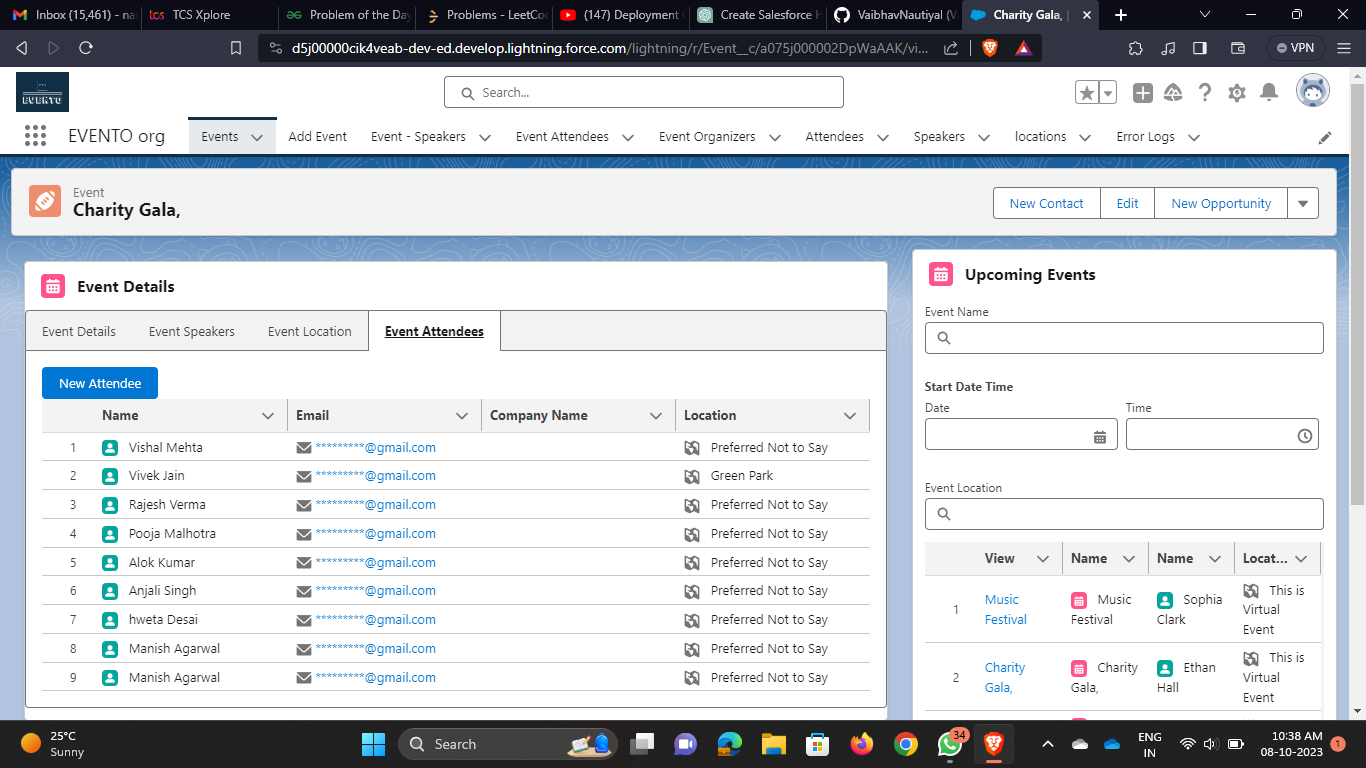 Inbox (15,461) - na
tcs TCS Xplore
Problem of the Da
Problems - LeetCo
(147) Deployment
Create Salesforce H
VaibhavNautiyal (V
Charity Gala, |
d5j00000cik4veab-dev-ed.develop.lightning.force.com/lightning/r/Event__c/a075j000002DpWaAAK/vi...
VPN
EVENTO
Search...
EVENTO org
Events
Add Event
Event - Speakers
Event Attendees
Event Organizers
Attendees
Speakers
locations
Error Logs
Event
Charity Gala,
New Contact
Edit
New Opportunity
Event Details
Event Details
Event Speakers
Event Location
Event Attendees
New Attendee
Name Email Company Name Location
1 Vishal Mehta *********@gmail.com Preferred Not to Say
2 Vivek Jain *********@gmail.com Green Park
3 Rajesh Verma *********@gmail.com Preferred Not to Say
4 Pooja Malhotra *********@gmail.com Preferred Not to Say
5 Alok Kumar *********@gmail.com Preferred Not to Say
6 Anjali Singh *********@gmail.com Preferred Not to Say
7 hweta Desai *********@gmail.com Preferred Not to Say
8 Manish Agarwal *********@gmail.com Preferred Not to Say
9 Manish Agarwal *********@gmail.com Preferred Not to Say
Upcoming Events
Event Name
Start Date Time
Date
Time
Event Location
View Name Name Locat...
1
Music
Festival
Music
Festival
Sophia
Clark
This is
Virtual
Event
2
Charity
Gala,
Charity
Gala,
Ethan
Hall
This is
Virtual
Event
25°C
Sunny
Search
34
ENG
IN
10:38 AM
08-10-2023
1